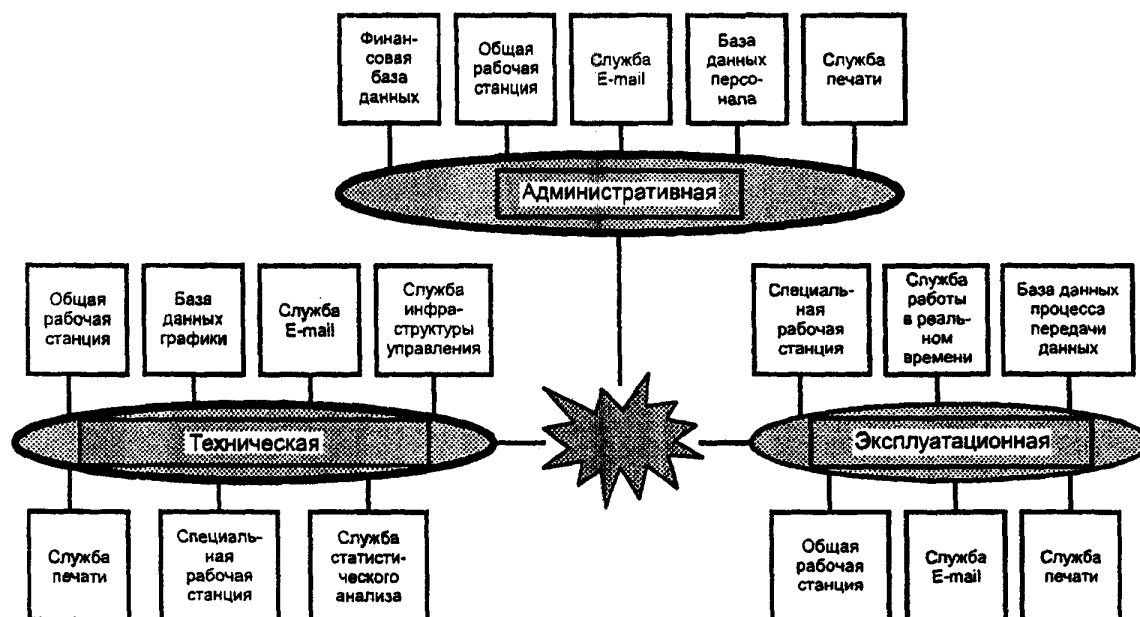 Финан-
совая
база
данных
Общая
рабочая
станция
Служба
E-mail
База
данных
персо-
нала
Служба
печати
Административная
Общая
рабочая
станция
База
данных
графики
Служба
E-mail
Служба
инфра-
структуры
управления
Специаль-
ная
рабочая
станция
Служба
работы
в реаль-
ном
времени
База данных
процесса
передачи
данных
Техническая
Эксплуатационная
Служба
печати
Специаль-
ная
рабочая
станция
Служба
статисти-
ческого
анализа
Общая
рабочая
станция
Служба
E-mail
Служба
печати